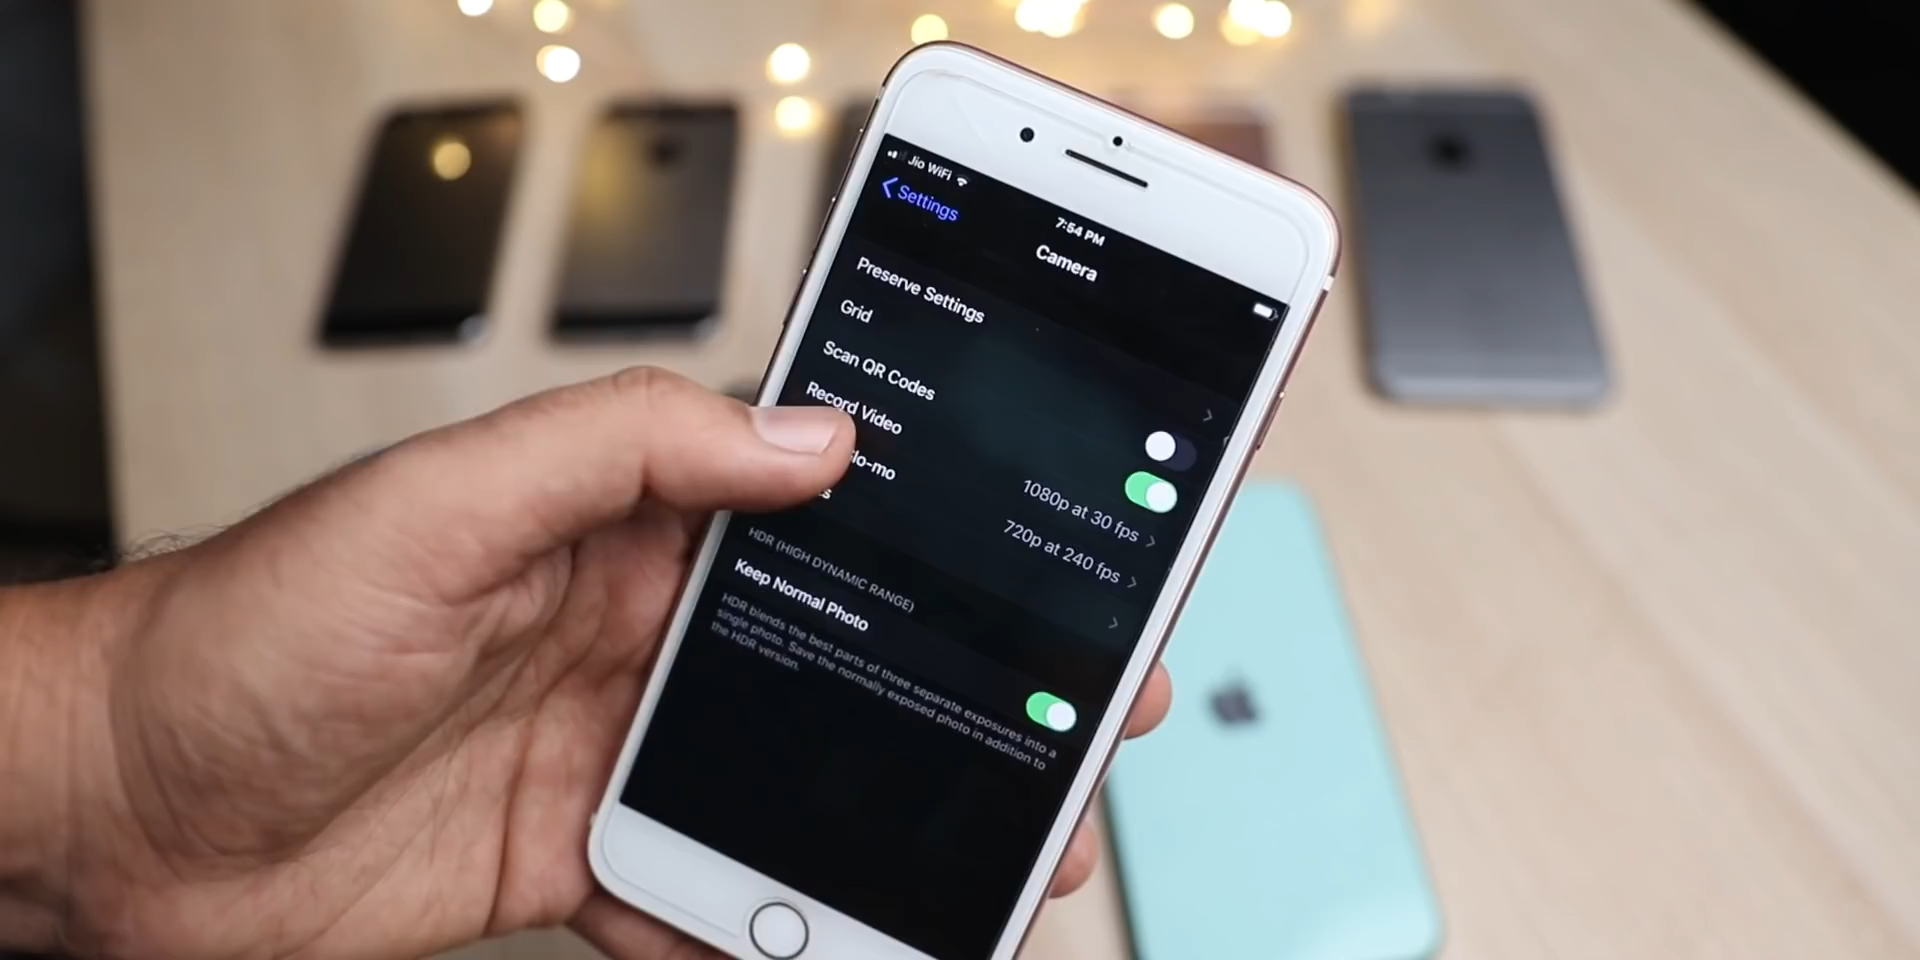 Jio WiFi
7:54 PM
Settings
Camera
Preserve Settings
Grid
Scan QR Codes
Record Video
1080p at 30 fps
lo-mo
720p at 240 fps
HDR (HIGH DYNAMIC RANGE)
Keep Normal Photo
HDR blends the best parts of three separate exposures into a
single photo. Save the normally exposed photo in addition to
the HDR version.